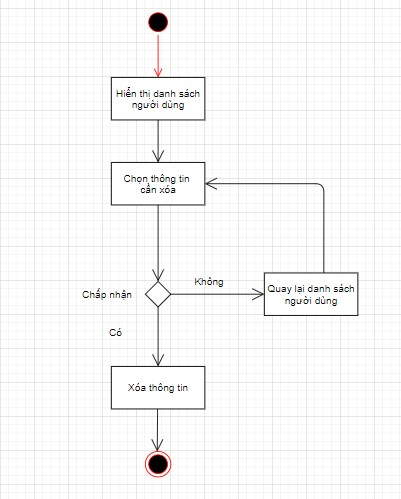 Hiển thị danh sách
người dùng
Chọn thông tin
cần xóa
Chấp nhận
Không
Quay lại danh sách
người dùng
Có
Xóa thông tin